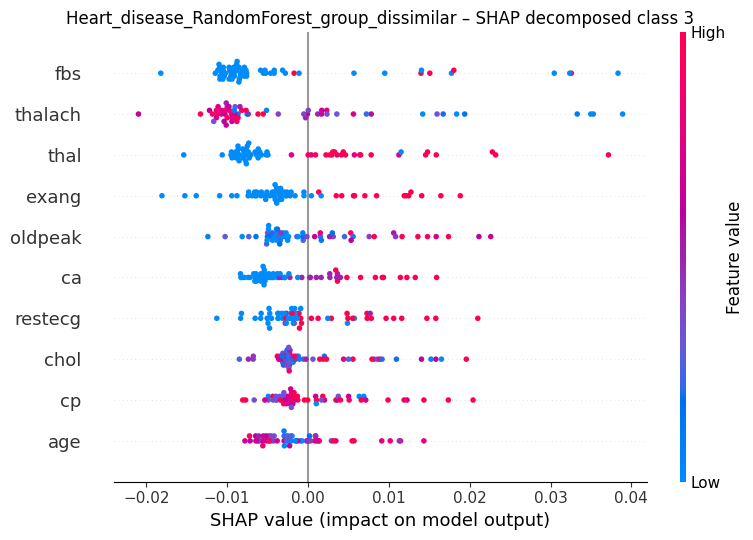 Heart_disease_RandomForest_group_dissimilar – SHAP decomposed class 3
High
fbs
thalach
thal
exang
oldpeak
ca
restecg
chol
cp
age
Feature value
Low
−0.02 −0.01 0.00 0.01 0.02 0.03 0.04
SHAP value (impact on model output)